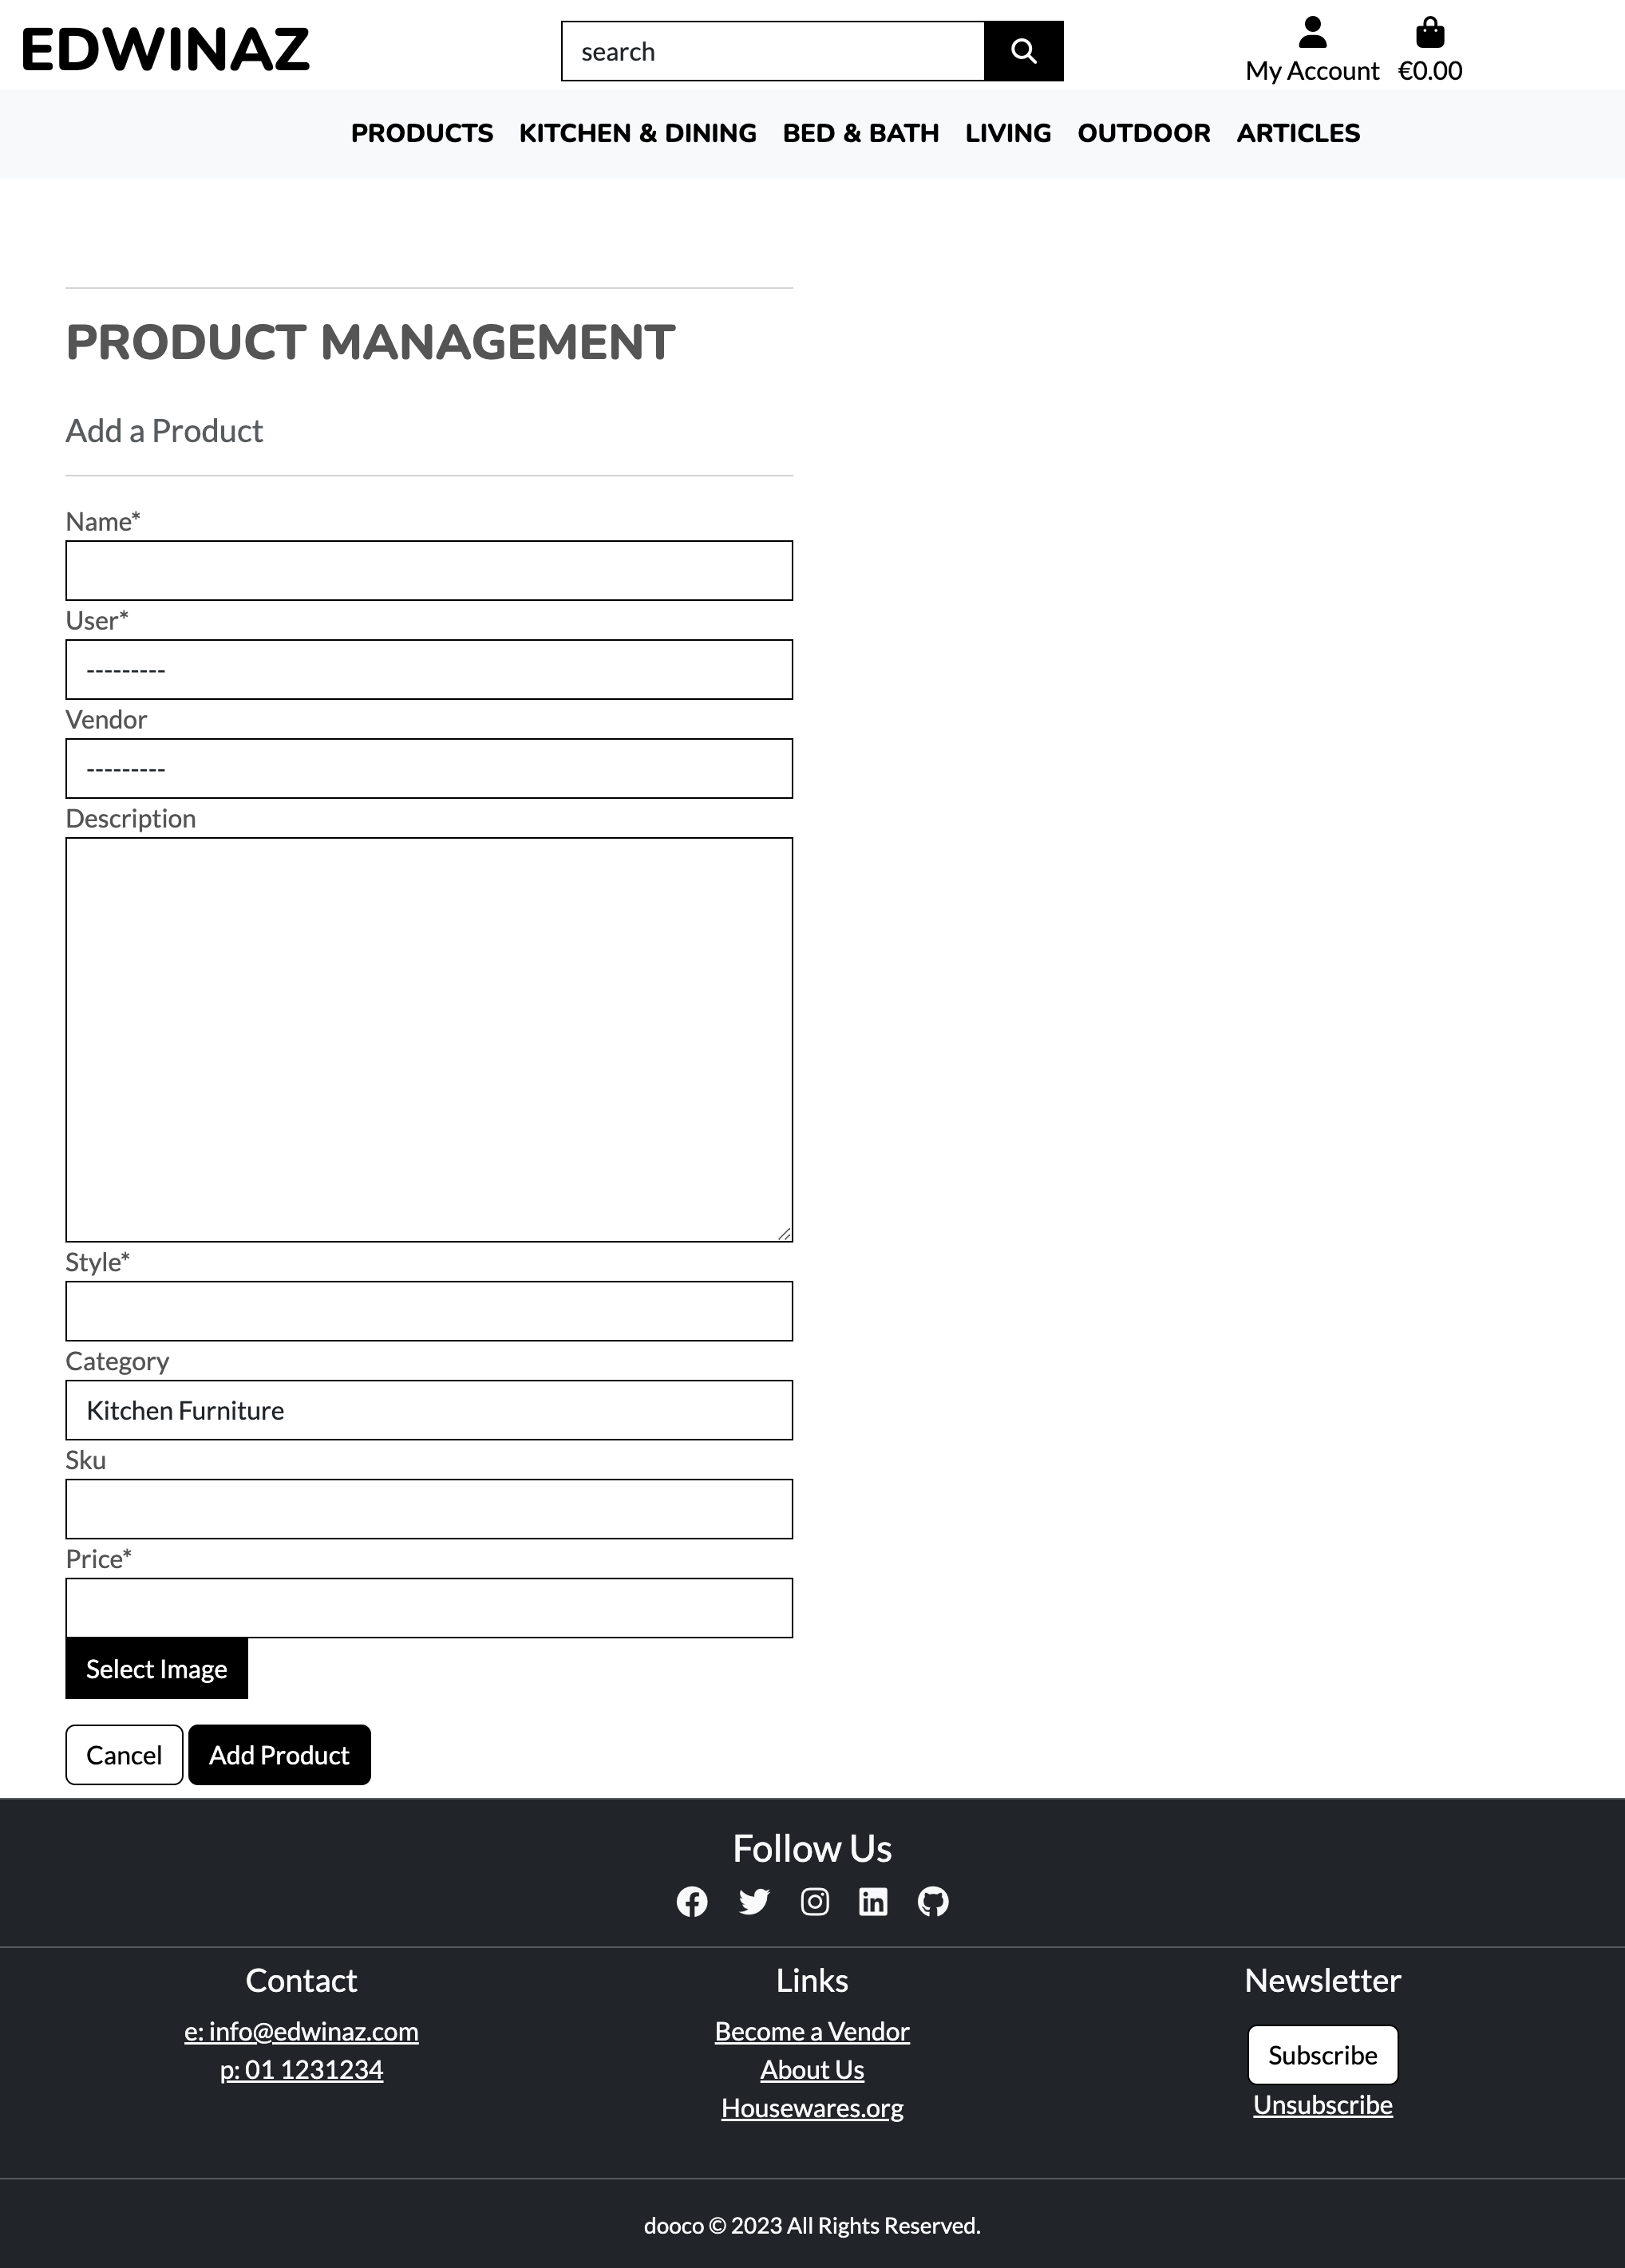 EDWINAZ
search
My Account €0.00
PRODUCTS KITCHEN & DINING BED & BATH LIVING OUTDOOR ARTICLES
PRODUCT MANAGEMENT
Add a Product
Name*
User*
---------
Vendor
---------
Description
Style*
Category
Kitchen Furniture
Sku
Price*
Select Image
Cancel Add Product
Follow Us
Contact
e: info@edwinaz.com
p: 01 1231234
Links
Become a Vendor
About Us
Housewares.org
Newsletter
Subscribe
Unsubscribe
dooco © 2023 All Rights Reserved.